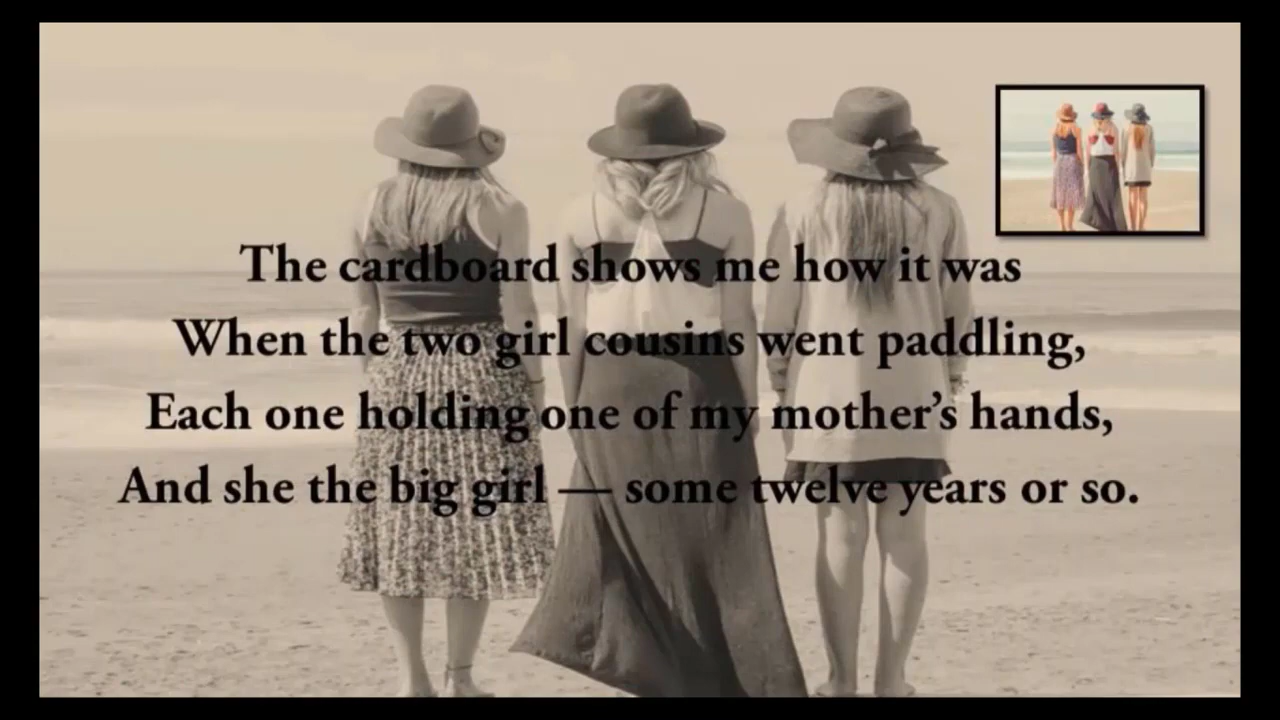 The cardboard shows me how it was
When the two girl cousins went paddling,
Each one holding one of my mother’s hands,
And she the big girl — some twelve years or so.